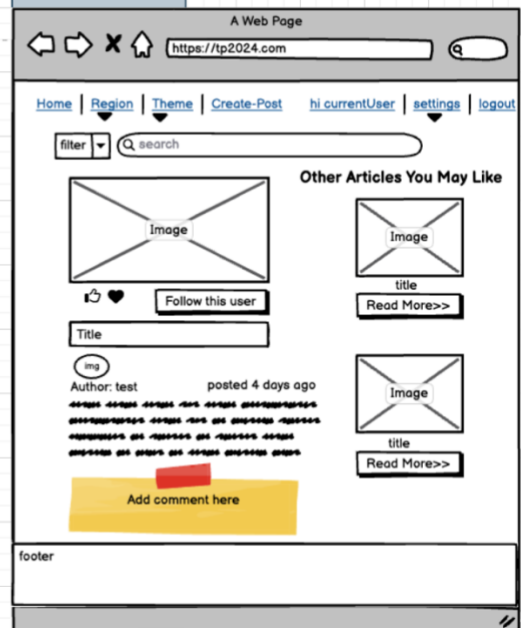 A Web Page
https://tp2024.com
Home Region Theme Create-Post hi currentUser settings logout
filter search
Other Articles You May Like
Image
Image
title
Read More>>
Follow this user
Title
img
Author: test posted 4 days ago
Image
title
Read More>>
Add comment here
footer